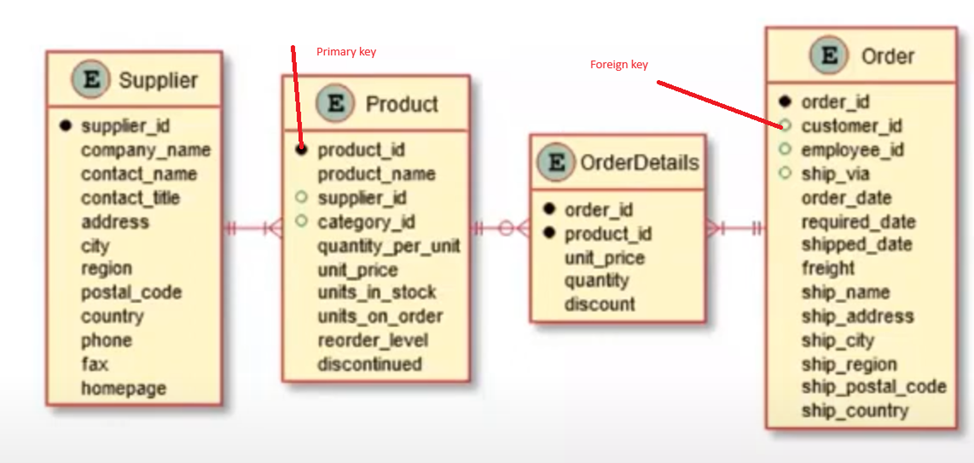 Primary key
Foreign key
E Supplier
supplier_id
company_name
contact_name
contact_title
address
city
region
postal_code
country
phone
fax
homepage
E Product
product_id
product_name
supplier_id
category_id
quantity_per_unit
unit_price
units_in_stock
units_on_order
reorder_level
discontinued
E OrderDetails
order_id
product_id
unit_price
quantity
discount
E Order
order_id
customer_id
employee_id
ship_via
order_date
required_date
shipped_date
freight
ship_name
ship_address
ship_city
ship_region
ship_postal_code
ship_country